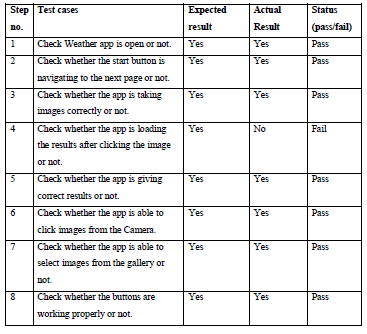 Step Test cases Expected Actual Status
no. result Result (pass/fail)
1 Check Weather app is open or not. Yes Yes Pass
2 Check whether the start button is Yes Yes Pass
navigating to the next page or not.
3 Check whether the app is taking Yes Yes Pass
images correctly or not.
4 Check whether the app is loading Yes No Fail
the results after clicking the image
or not.
5 Check whether the app is giving Yes Yes Pass
correct results or not.
6 Check whether the app is able to Yes Yes Pass
click images from the Camera.
7 Check whether the app is able to Yes Yes Pass
select images from the gallery or
not.
8 Check whether the buttons are Yes Yes Pass
working properly or not.